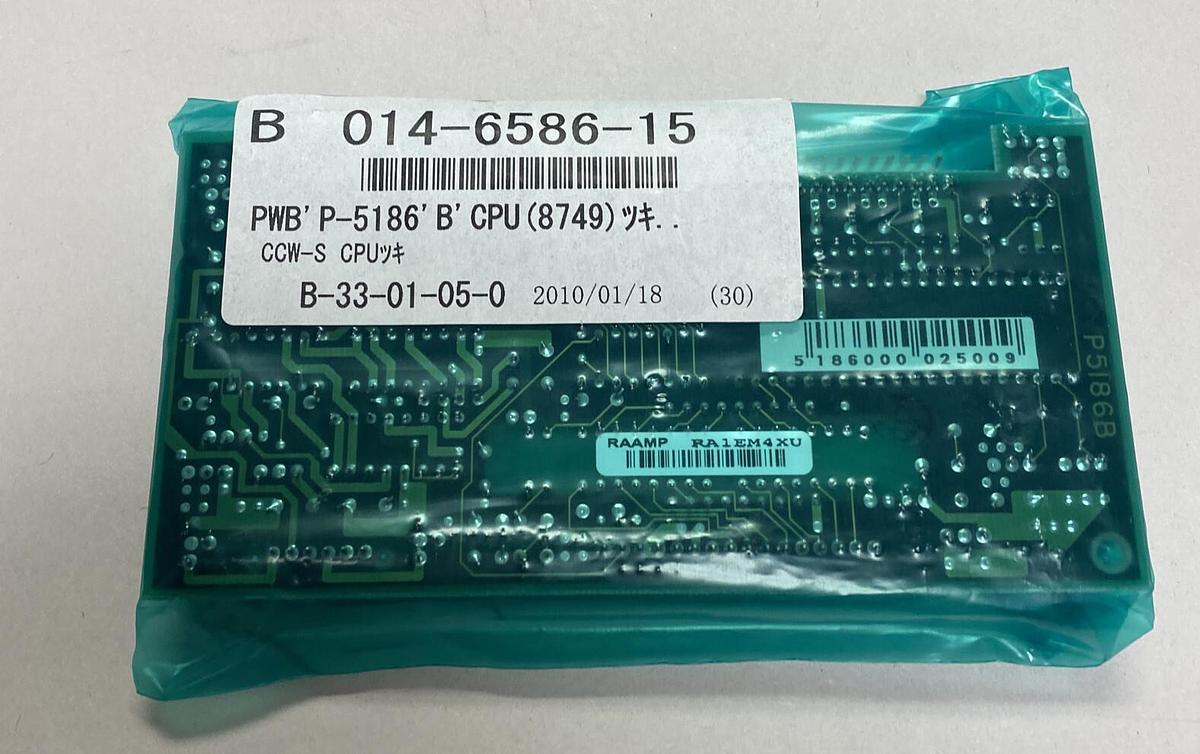 B 014-6586-15
PWB' P-5186' B' CPU(8749)ﾂｷ..
CCW-S CPUﾂｷ
B-33-01-05-0 2010/01/18 (30)
5186000 025009
P5186B
RAAMP RA1EM4XU